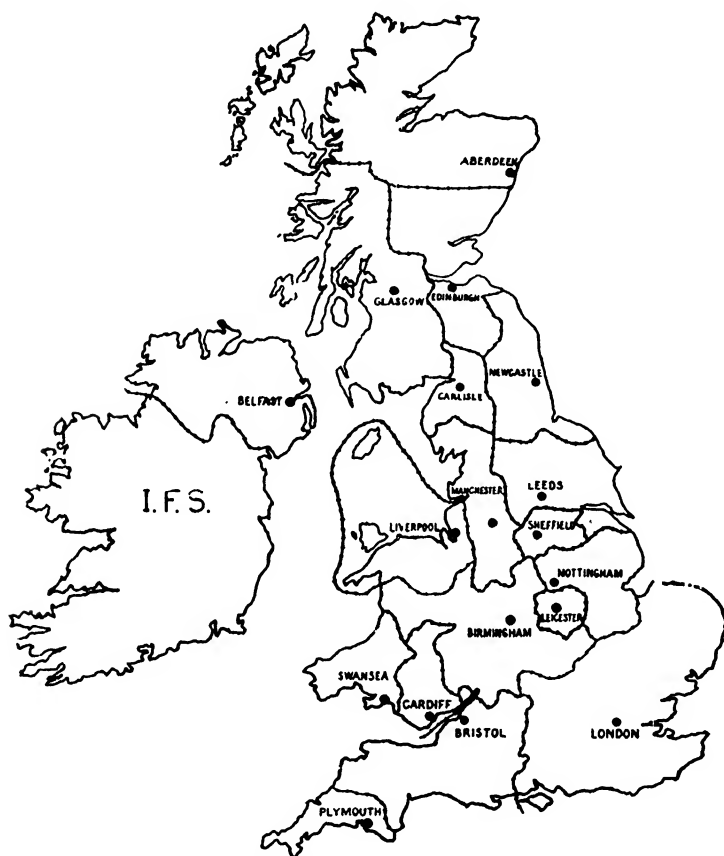 ABERDEEN
GLASGOW
EDINBURGH
NEWCASTLE
CARLISLE
BELFAST
I.F.S.
MANCHESTER
LEEDS
LIVERPOOL
SHEFFIELD
NOTTINGHAM
LEICESTER
BIRMINGHAM
SWANSEA
CARDIFF
BRISTOL
LONDON
PLYMOUTH